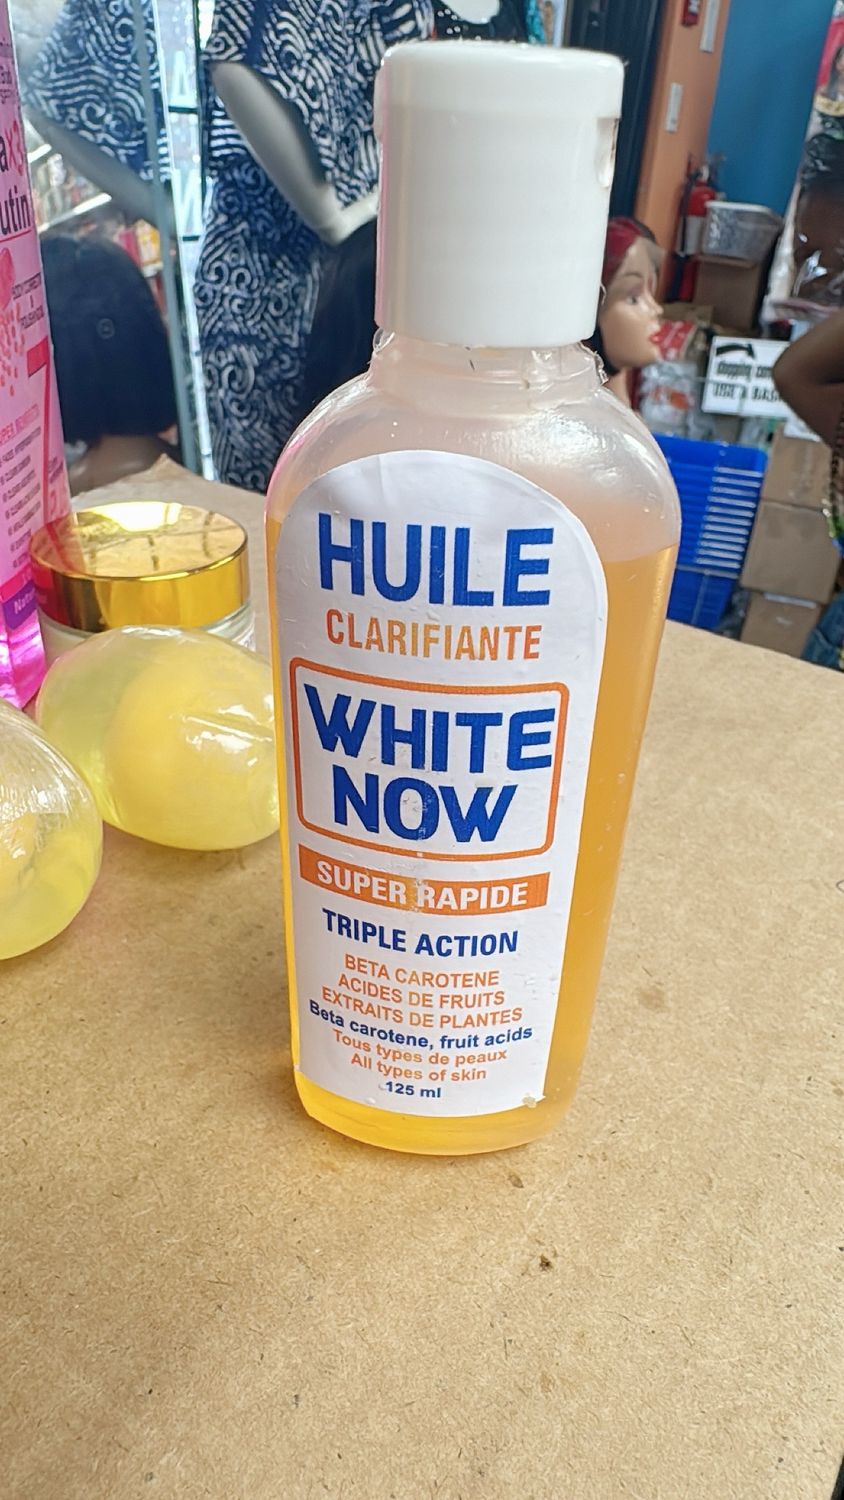 HUILE
CLARIFIANTE
WHITE
NOW
SUPER RAPIDE
TRIPLE ACTION
BETA CAROTENE
ACIDES DE FRUITS
EXTRAITS DE PLANTES
Beta carotene, fruit acids
Tous types de peaux
All types of skin
125 ml